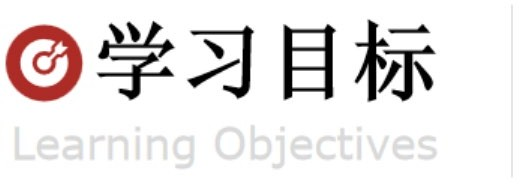 学习目标
Learning Objectives